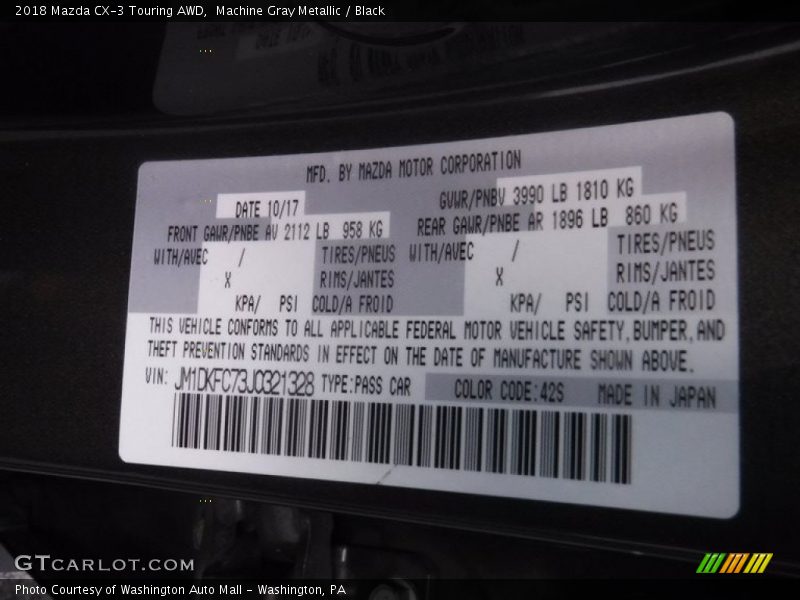 2018 Mazda CX-3 Touring AWD,  Machine Gray Metallic / Black
MFD. BY MAZDA MOTOR CORPORATION
DATE 10/17
GVWR/PNBV 3990 LB 1810 KG
FRONT GAWR/PNBE AV 2112 LB 958 KG
REAR GAWR/PNBE AR 1896 LB 860 KG
WITH/AVEC / TIRES/PNEUS
WITH/AVEC / TIRES/PNEUS
X RIMS/JANTES
X RIMS/JANTES
KPA/ PSI COLD/A FROID
KPA/ PSI COLD/A FROID
THIS VEHICLE CONFORMS TO ALL APPLICABLE FEDERAL MOTOR VEHICLE SAFETY, BUMPER, AND
THEFT PREVENTION STANDARDS IN EFFECT ON THE DATE OF MANUFACTURE SHOWN ABOVE.
VIN: JM1DKFC73J0321328 TYPE:PASS CAR COLOR CODE:42S MADE IN JAPAN
GTCARLOT.COM
Photo Courtesy of Washington Auto Mall - Washington, PA